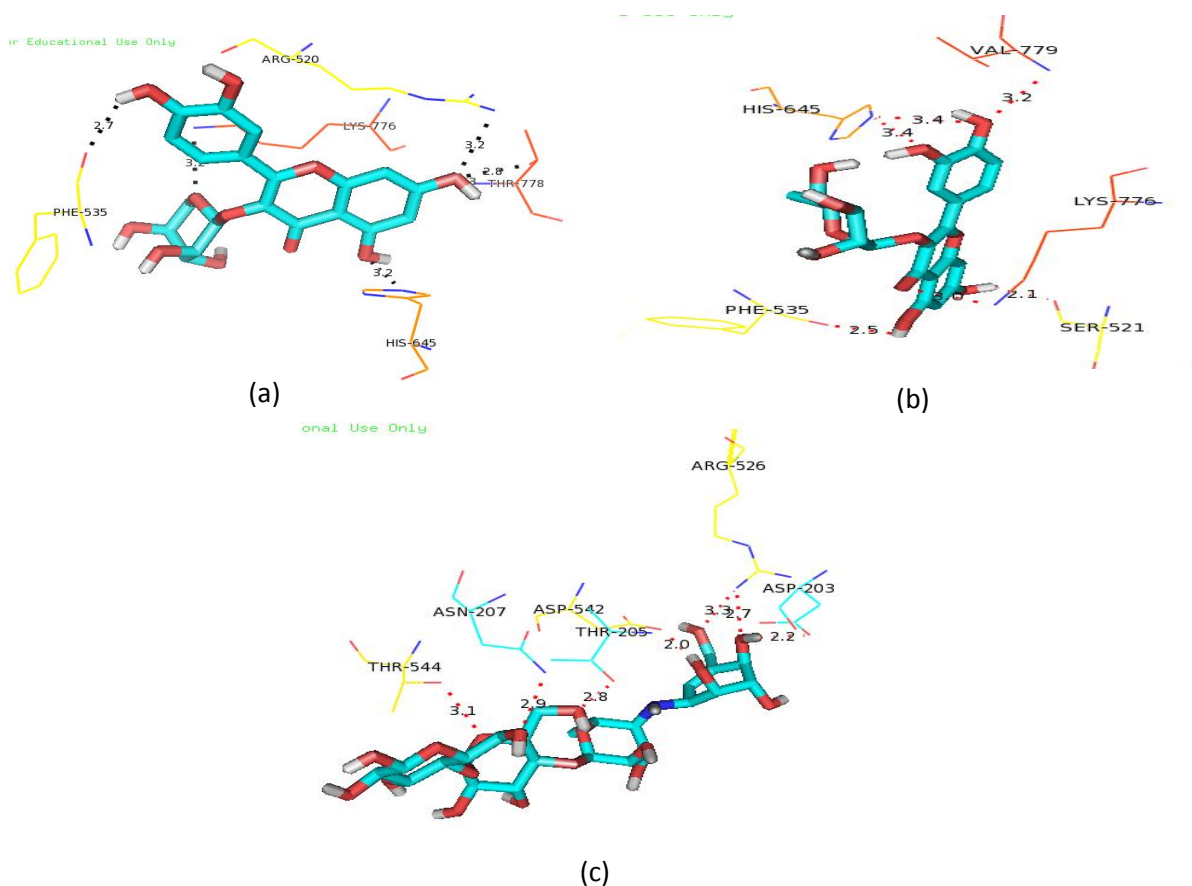 or Educational Use Only
ARG-520
2.7
LYS-776
3.2
3.2
2.8
3
THR-778
PHE-535
3.2
HIS-645
(a)
VAL-779
3.2
HIS-645
3.4
3.4
LYS-776
2.1
PHE-535
2.5
SER-521
(b)
onal Use Only
ARG-526
ASN-207
ASP-542
ASP-203
THR-205
3.3
2.7
2.2
2.0
THR-544
2.8
2.9
3.1
(c)